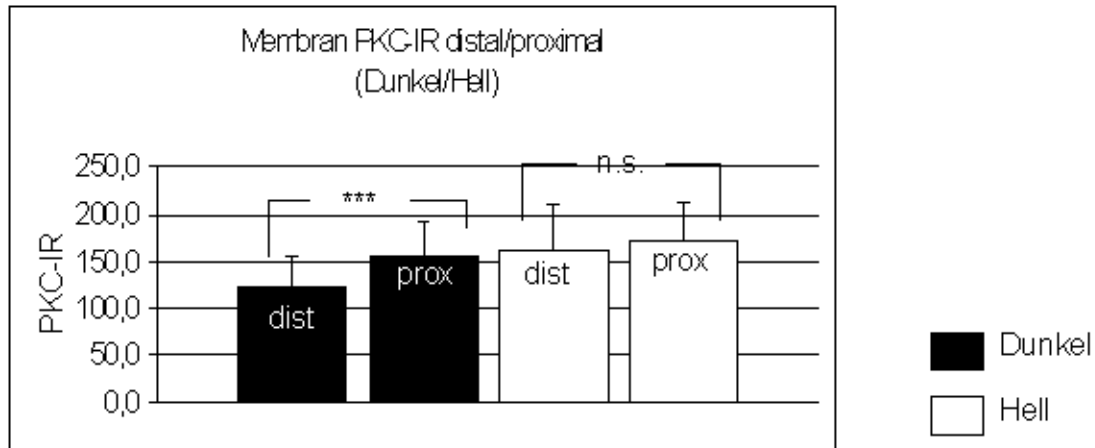 Membran PKC-IR distal/proximal
(Dunkel/Hell)
PKC-IR
250,0
200,0
150,0
100,0
50,0
0,0
***
n.s.
dist
prox
dist
prox
Dunkel
Hell